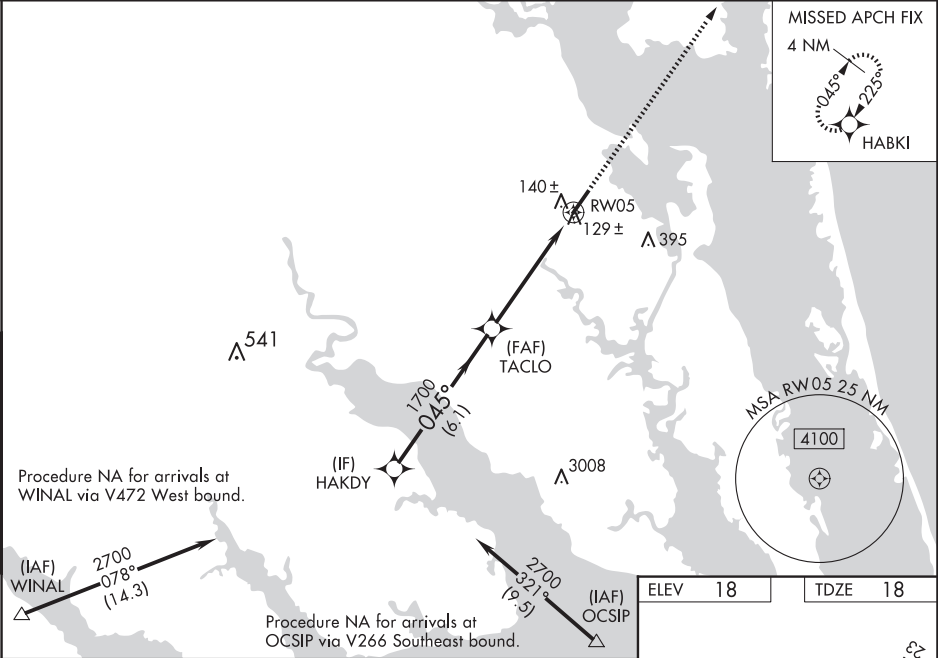 MISSED APCH FIX
4 NM
045°
225°
HABKI
140 ±
RW05
129 ±
395
541
(FAF)
TACLO
1700
045°
(6.1)
(IF)
HAKDY
3008
MSA RW05 25 NM
4100
Procedure NA for arrivals at
WINAL via V472 West bound.
(IAF)
WINAL
2700
078°
(14.3)
2700
321°
(9.5)
(IAF)
OCSIP
Procedure NA for arrivals at
OCSIP via V266 Southeast bound.
ELEV 18
TDZE 18
23